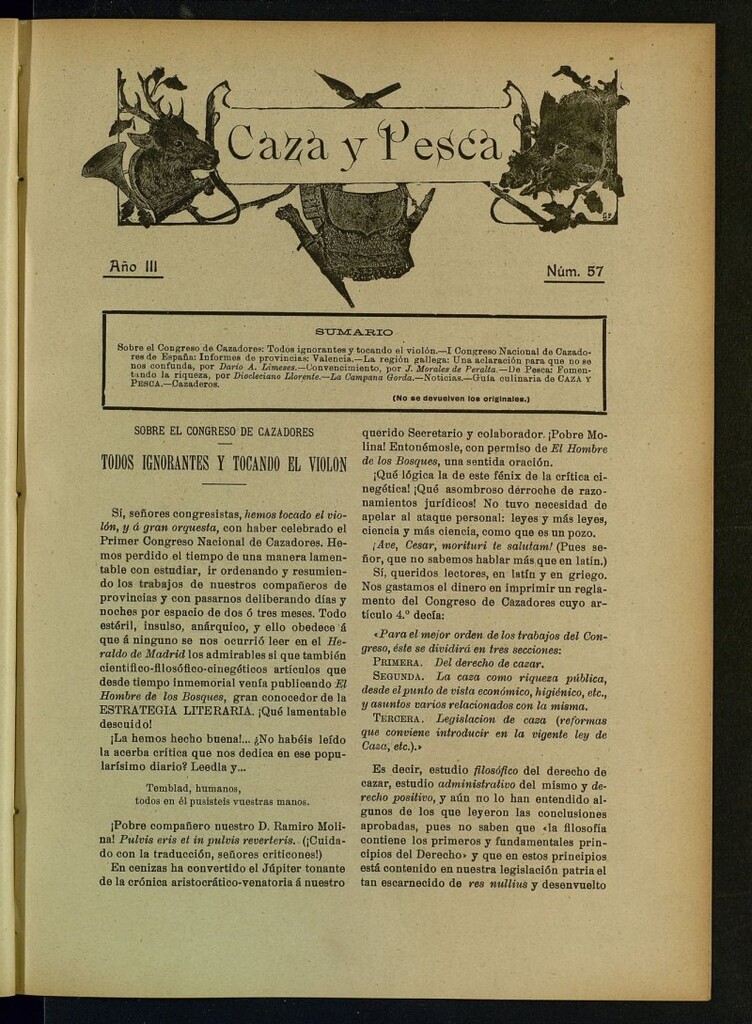 Caza y Pesca
Año III
Núm. 57
SUMARIO
Sobre el Congreso de Cazadores: Todos ignorantes y tocando el violón.—I Congreso Nacional de Cazado-
res de España: Informes de provincias: Valencia.—La región gallega: Una aclaración para que no se
nos confunda, por Darío A. Limeses.—Convencimiento, por J. Morales de Peralta.—De Pesca: Fomen-
tando la riqueza, por Diocleciano Llorente.—La Campana Gorda.—Noticias.—Guía culinaria de CAZA Y
PESCA.—Cazaderos.
(No se devuelven los originales.)
SOBRE EL CONGRESO DE CAZADORES
TODOS IGNORANTES Y TOCANDO EL VIOLON
Sí, señores congresistas, hemos tocado el vio-
lón, y á gran orquesta, con haber celebrado el
Primer Congreso Nacional de Cazadores. He-
mos perdido el tiempo de una manera lamen-
table con estudiar, ir ordenando y resumien-
do los trabajos de nuestros compañeros de
provincias y con pasarnos deliberando días y
noches por espacio de dos ó tres meses. Todo
estéril, insulso, anárquico, y ello obedece á
que á ninguno se nos ocurrió leer en el He-
raldo de Madrid los admirables si que también
científico-filosófico-cinegéticos artículos que
desde tiempo inmemorial venía publicando El
Hombre de los Bosques, gran conocedor de la
ESTRATEGIA LITERARIA. ¡Qué lamentable
descuido!
¡La hemos hecho buena!... ¿No habéis leído
la acerba crítica que nos dedica en ese popu-
larísimo diario? Leedla y...
Temblad, humanos,
todos en él pusisteis vuestras manos.
¡Pobre compañero nuestro D. Ramiro Moli-
na! Pulvis eris et in pulvis reverteris. (¡Cuida-
do con la traducción, señores criticones!)
En cenizas ha convertido el Júpiter tonante
de la crónica aristocrático-venatoria á nuestro
querido Secretario y colaborador. ¡Pobre Mo-
lina! Entonémosle, con permiso de El Hombre
de los Bosques, una sentida oración.
¡Qué lógica la de este fénix de la crítica ci-
negética! ¡Qué asombroso derroche de razo-
namientos jurídicos! No tuvo necesidad de
apelar al ataque personal: leyes y más leyes,
ciencia y más ciencia, como que es un pozo.
¡Ave, Cesar, morituri te salutam! (Pues se-
ñor, que no sabemos hablar más que en latín.)
Sí, queridos lectores, en latín y en griego.
Nos gastamos el dinero en imprimir un regla-
mento del Congreso de Cazadores cuyo ar-
tículo 4.º decía:
«Para el mejor orden de los trabajos del Con-
greso, éste se dividirá en tres secciones:
PRIMERA. Del derecho de cazar.
SEGUNDA. La caza como riqueza pública,
desde el punto de vista económico, higiénico, etc.,
y asuntos varios relacionados con la misma.
TERCERA. Legislacion de caza (reformas
que conviene introducir en la vigente ley de
Caza, etc.).»
Es decir, estudio filosófico del derecho de
cazar, estudio administrativo del mismo y de-
recho positivo, y aún no lo han entendido al-
gunos de los que leyeron las conclusiones
aprobadas, pues no saben que «la filosofía
contiene los primeros y fundamentales prin-
cipios del Derecho» y que en estos principios
está contenido en nuestra legislación patria el
tan escarnecido de res nullius y desenvuelto